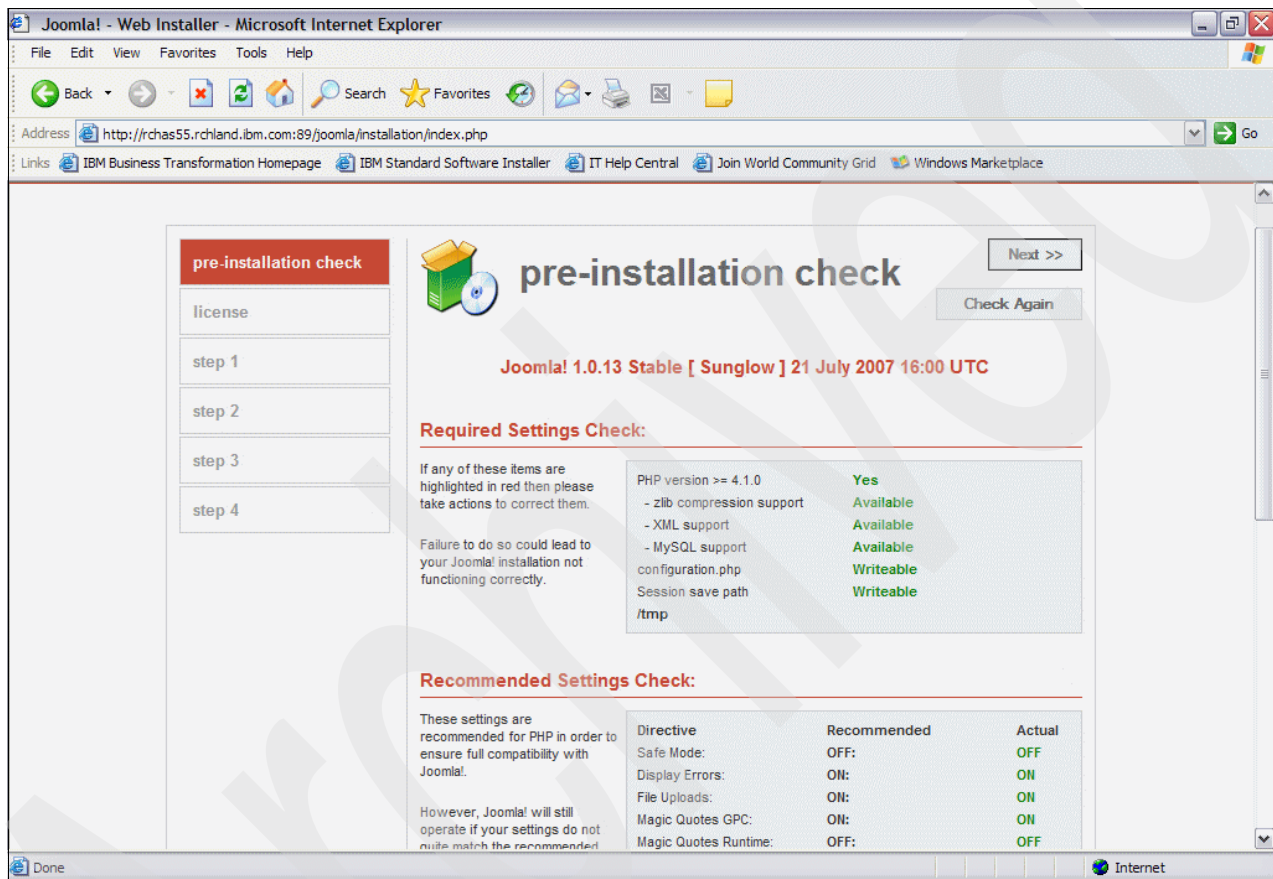 Joomla! - Web Installer - Microsoft Internet Explorer
File Edit View Favorites Tools Help
Back Search Favorites
Address http://rchas55.rchland.ibm.com:89/joomla/installation/index.php Go
Links IBM Business Transformation Homepage IBM Standard Software Installer IT Help Central Join World Community Grid Windows Marketplace
pre-installation check
license
step 1
step 2
step 3
step 4
pre-installation check
Next >>
Check Again
Joomla! 1.0.13 Stable [ Sunglow ] 21 July 2007 16:00 UTC
Required Settings Check:
If any of these items are
highlighted in red then please
take actions to correct them.
Failure to do so could lead to
your Joomla! installation not
functioning correctly.
PHP version >= 4.1.0 Yes
- zlib compression support Available
- XML support Available
- MySQL support Available
configuration.php Writeable
Session save path Writeable
/tmp
Recommended Settings Check:
These settings are
recommended for PHP in order to
ensure full compatibility with
Joomla!.
However, Joomla! will still
operate if your settings do not
quite match the recommended
Directive Recommended Actual
Safe Mode: OFF: OFF
Display Errors: ON: ON
File Uploads: ON: ON
Magic Quotes GPC: ON: ON
Magic Quotes Runtime: OFF: OFF
Done Internet